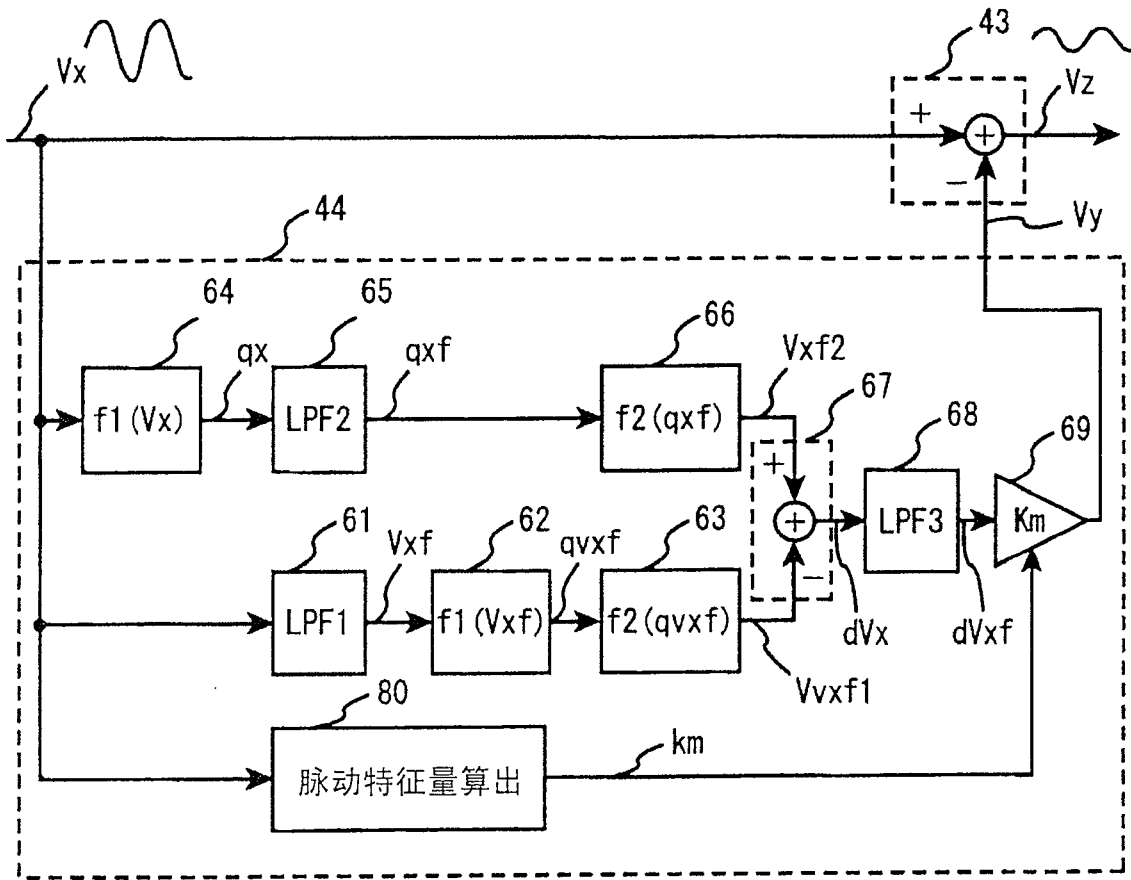 43
Vx
Vz
+
+
−
Vy
44
64
65
66
qx
qxf
Vxf2
67
68
69
f1(Vx)
LPF2
f2(qxf)
+
+
−
LPF3
Km
61
Vxf
62
qvxf
63
LPF1
f1(Vxf)
f2(qvxf)
dVx
dVxf
Vvxf1
80
km
脉动特征量算出